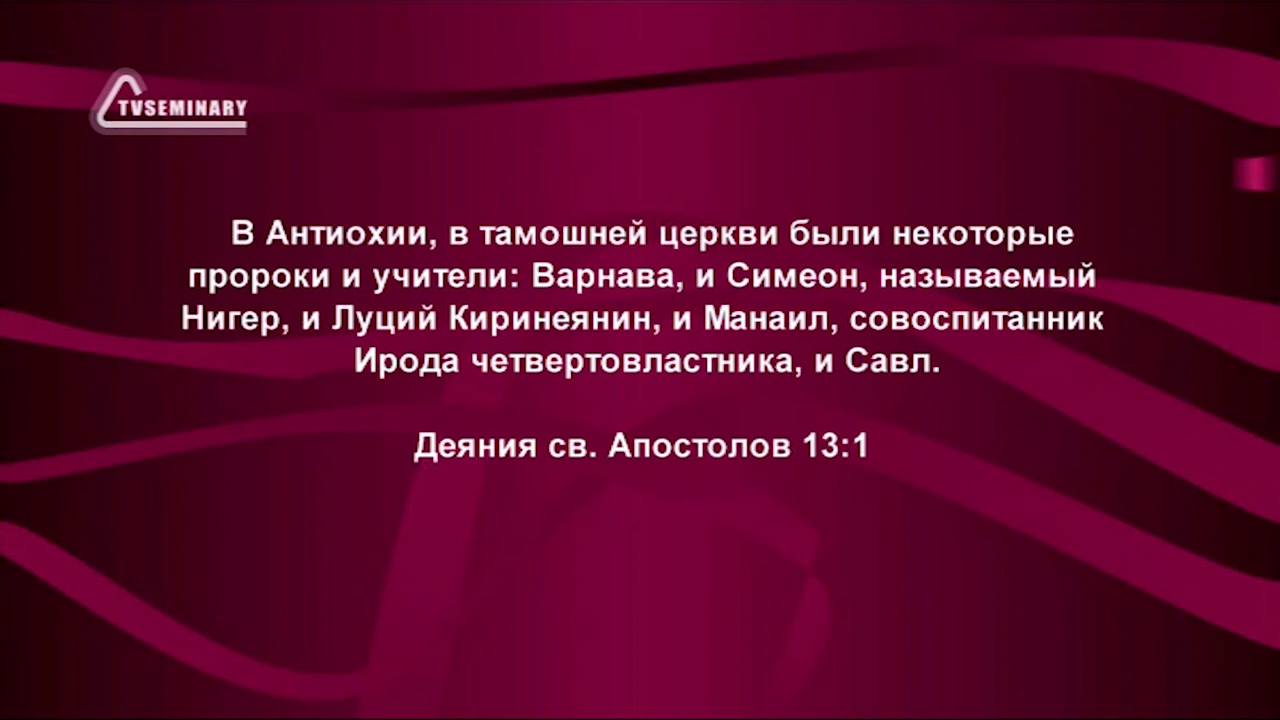 TVSEMINARY
В Антиохии, в тамошней церкви были некоторые
пророки и учители: Варнава, и Симеон, называемый
Нигер, и Луций Киринеянин, и Манаил, совоспитанник
Ирода четвертовластника, и Савл.
Деяния св. Апостолов 13:1